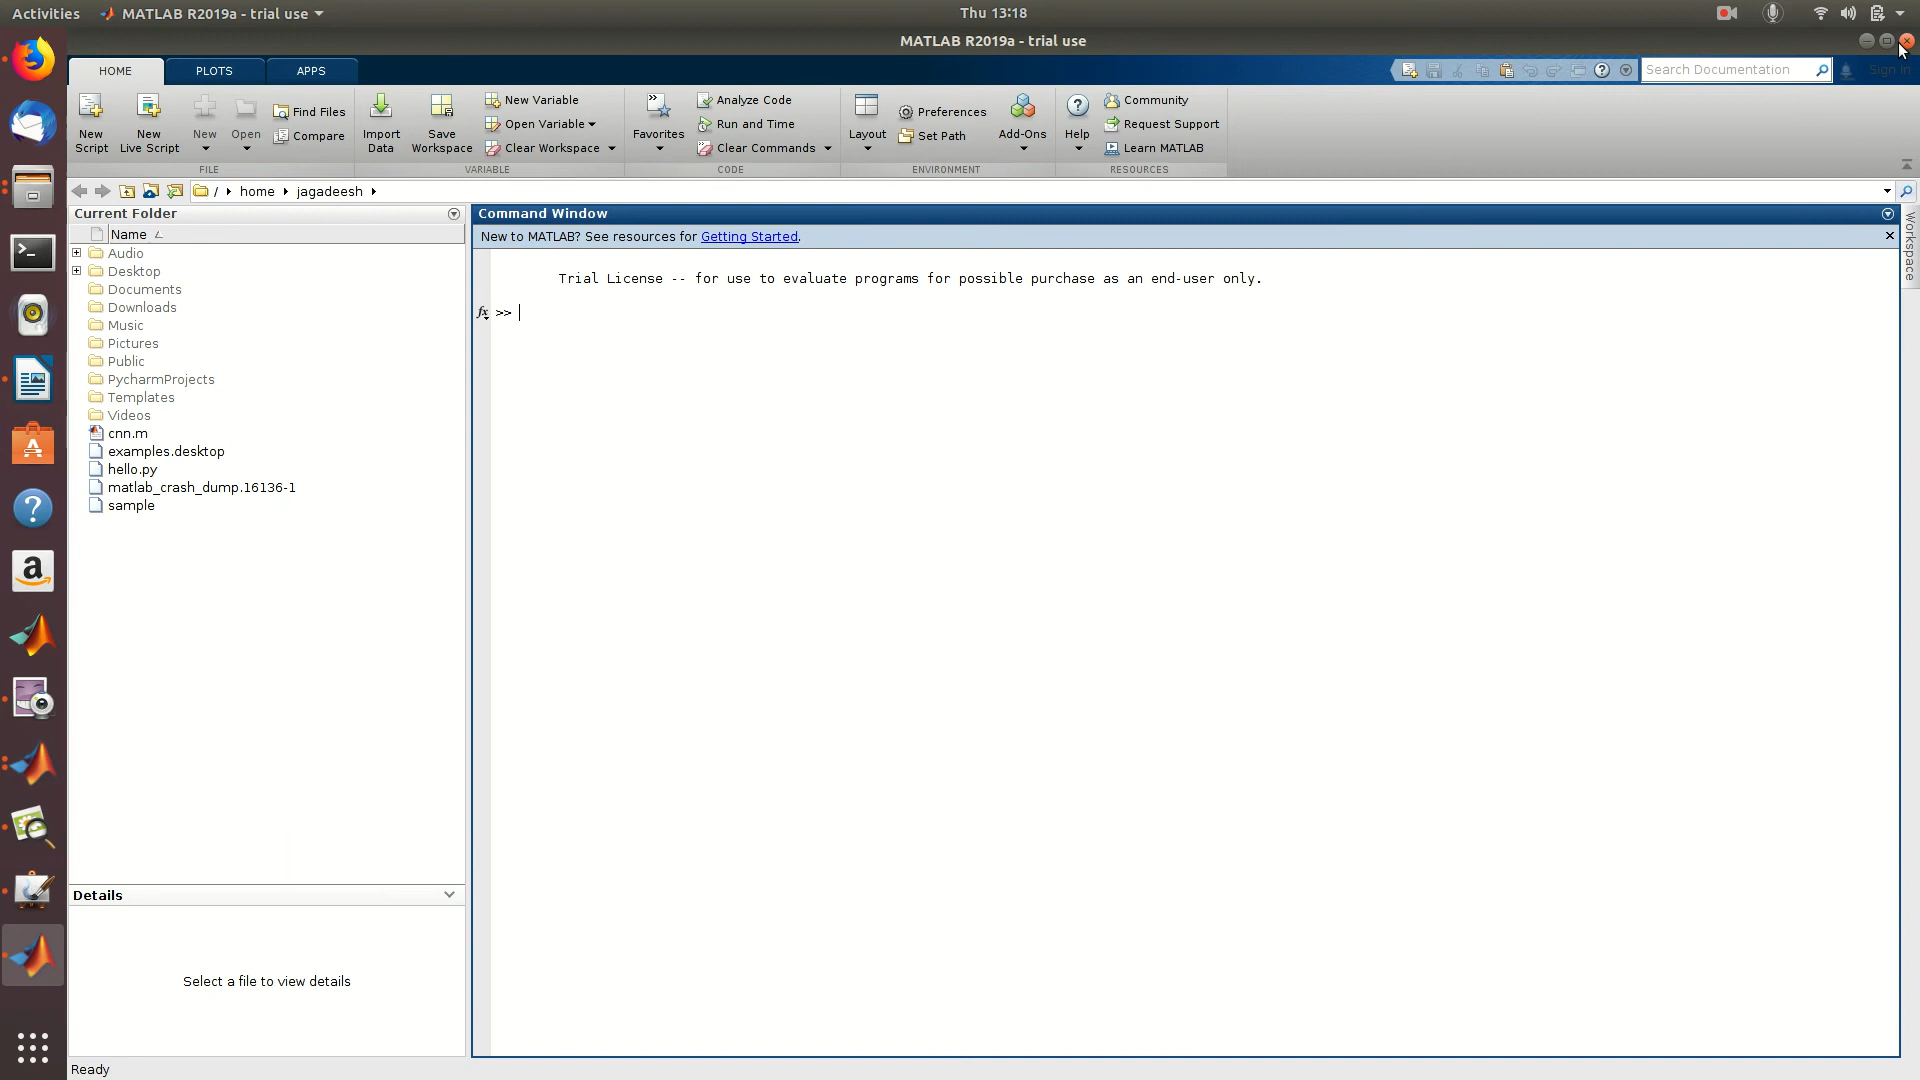 Activities MATLAB R2019a - trial use Thu 13:18
MATLAB R2019a - trial use
HOME PLOTS APPS Search Documentation Sign In
New Script
New Live Script
New
Open
Find Files
Compare
FILE
Import Data
Save Workspace
New Variable
Open Variable
Clear Workspace
VARIABLE
Favorites
Analyze Code
Run and Time
Clear Commands
CODE
Layout
Preferences
Set Path
Add-Ons
ENVIRONMENT
Help
Community
Request Support
Learn MATLAB
RESOURCES
/ home jagadeesh
Current Folder
Name
Audio
Desktop
Documents
Downloads
Music
Pictures
Public
PycharmProjects
Templates
Videos
cnn.m
examples.desktop
hello.py
matlab_crash_dump.16136-1
sample
Details
Select a file to view details
Command Window
New to MATLAB? See resources for Getting Started.
Trial License -- for use to evaluate programs for possible purchase as an end-user only.
fx >>
Workspace
Ready